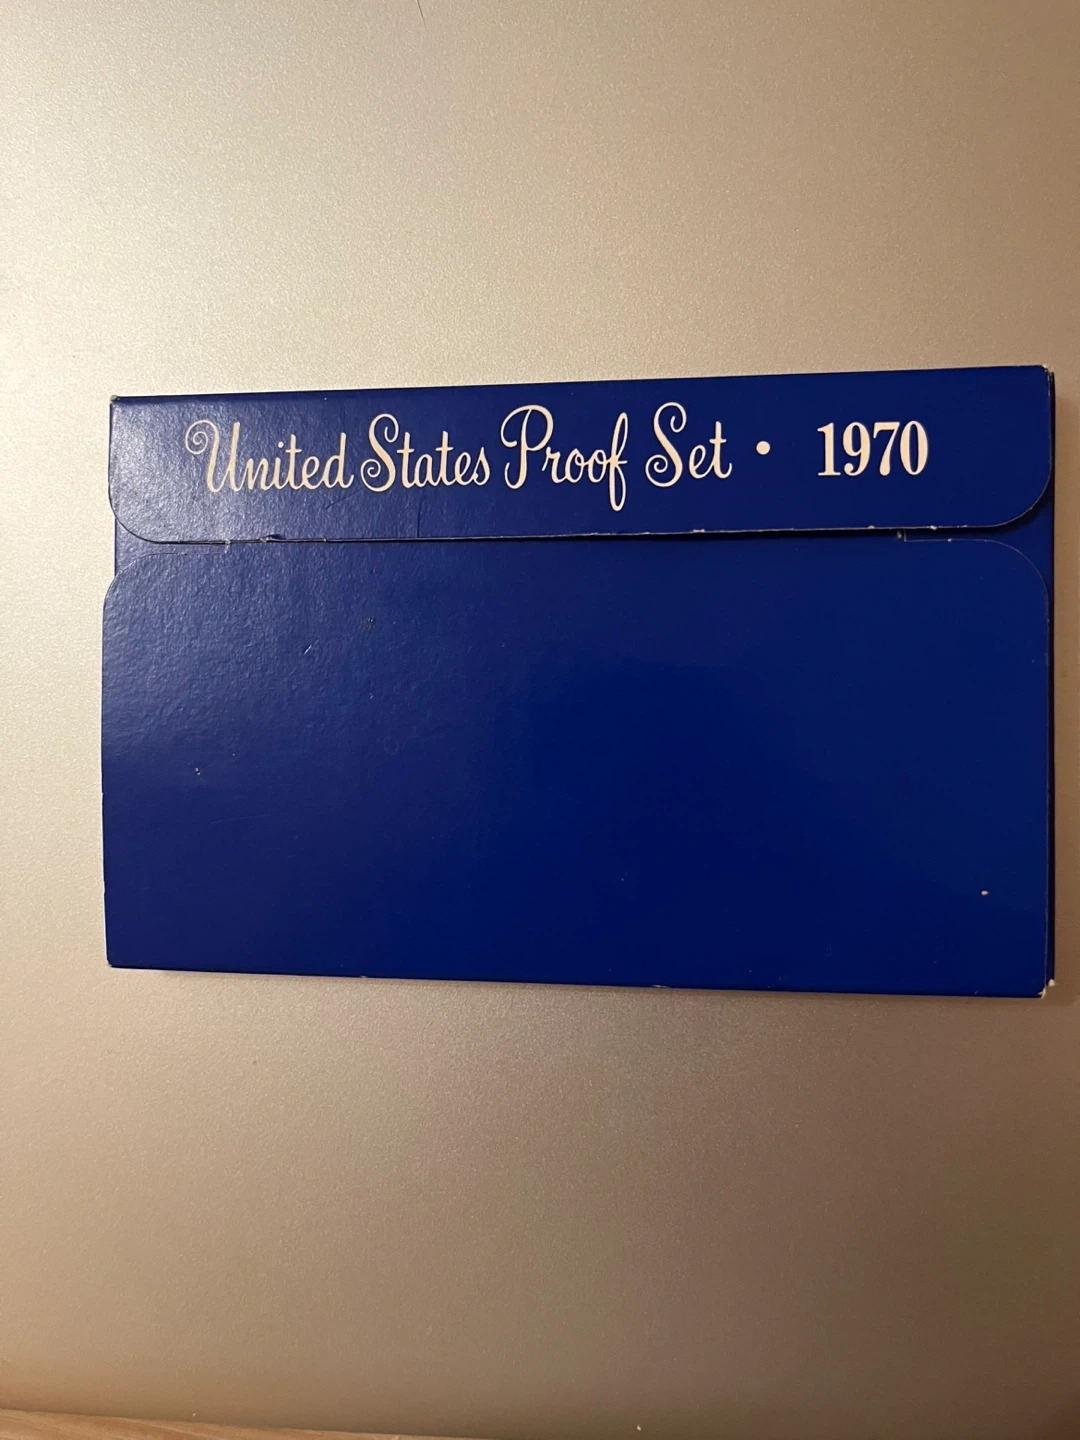 United States Proof Set • 1970